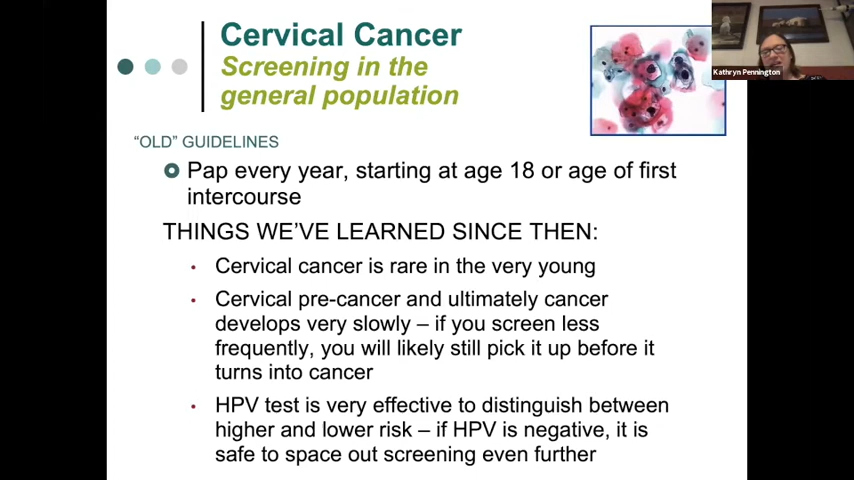 Cervical Cancer
Screening in the
general population
Kathryn Pennington
“OLD” GUIDELINES
Pap every year, starting at age 18 or age of first
intercourse
THINGS WE’VE LEARNED SINCE THEN:
• Cervical cancer is rare in the very young
• Cervical pre-cancer and ultimately cancer
develops very slowly – if you screen less
frequently, you will likely still pick it up before it
turns into cancer
• HPV test is very effective to distinguish between
higher and lower risk – if HPV is negative, it is
safe to space out screening even further